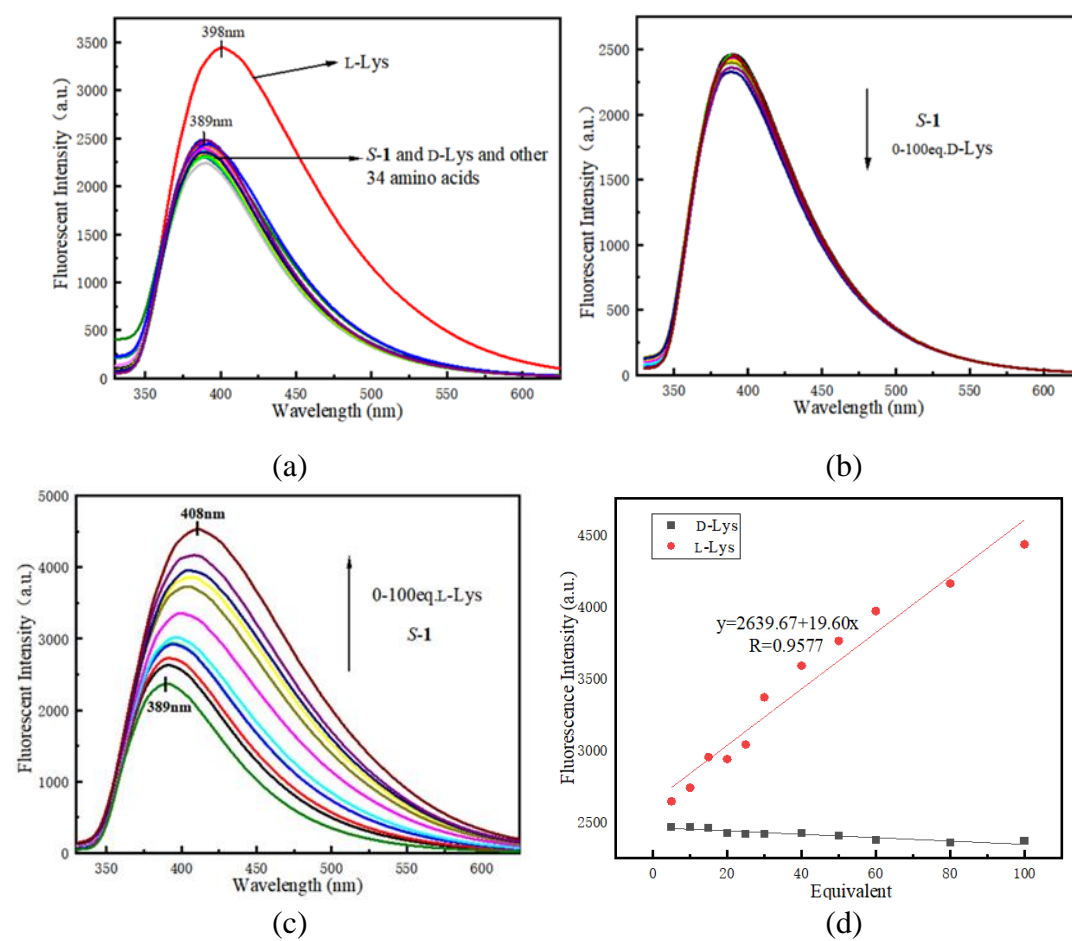 Fluorescent Intensity（a.u.）
3500
3000
2500
2000
1500
1000
500
0
398nm
L-Lys
389nm
S-1 and D-Lys and other
34 amino acids
350 400 450 500 550 600
Wavelength (nm)
(a)
Fluorescent Intensity (a.u.)
2500
2000
1500
1000
500
0
S-1
0-100eq.D-Lys
350 400 450 500 550 600
Wavelength (nm)
(b)
Fluorescent Intensity（a.u.）
5000
4000
3000
2000
1000
0
408nm
0-100eq.L-Lys
S-1
389nm
350 400 450 500 550 600
Wavelength (nm)
(c)
D-Lys
L-Lys
y=2639.67+19.60x
R=0.9577
Fluorescence Intensity (a.u.)
4500
4000
3500
3000
2500
0 20 40 60 80 100
Equivalent
(d)